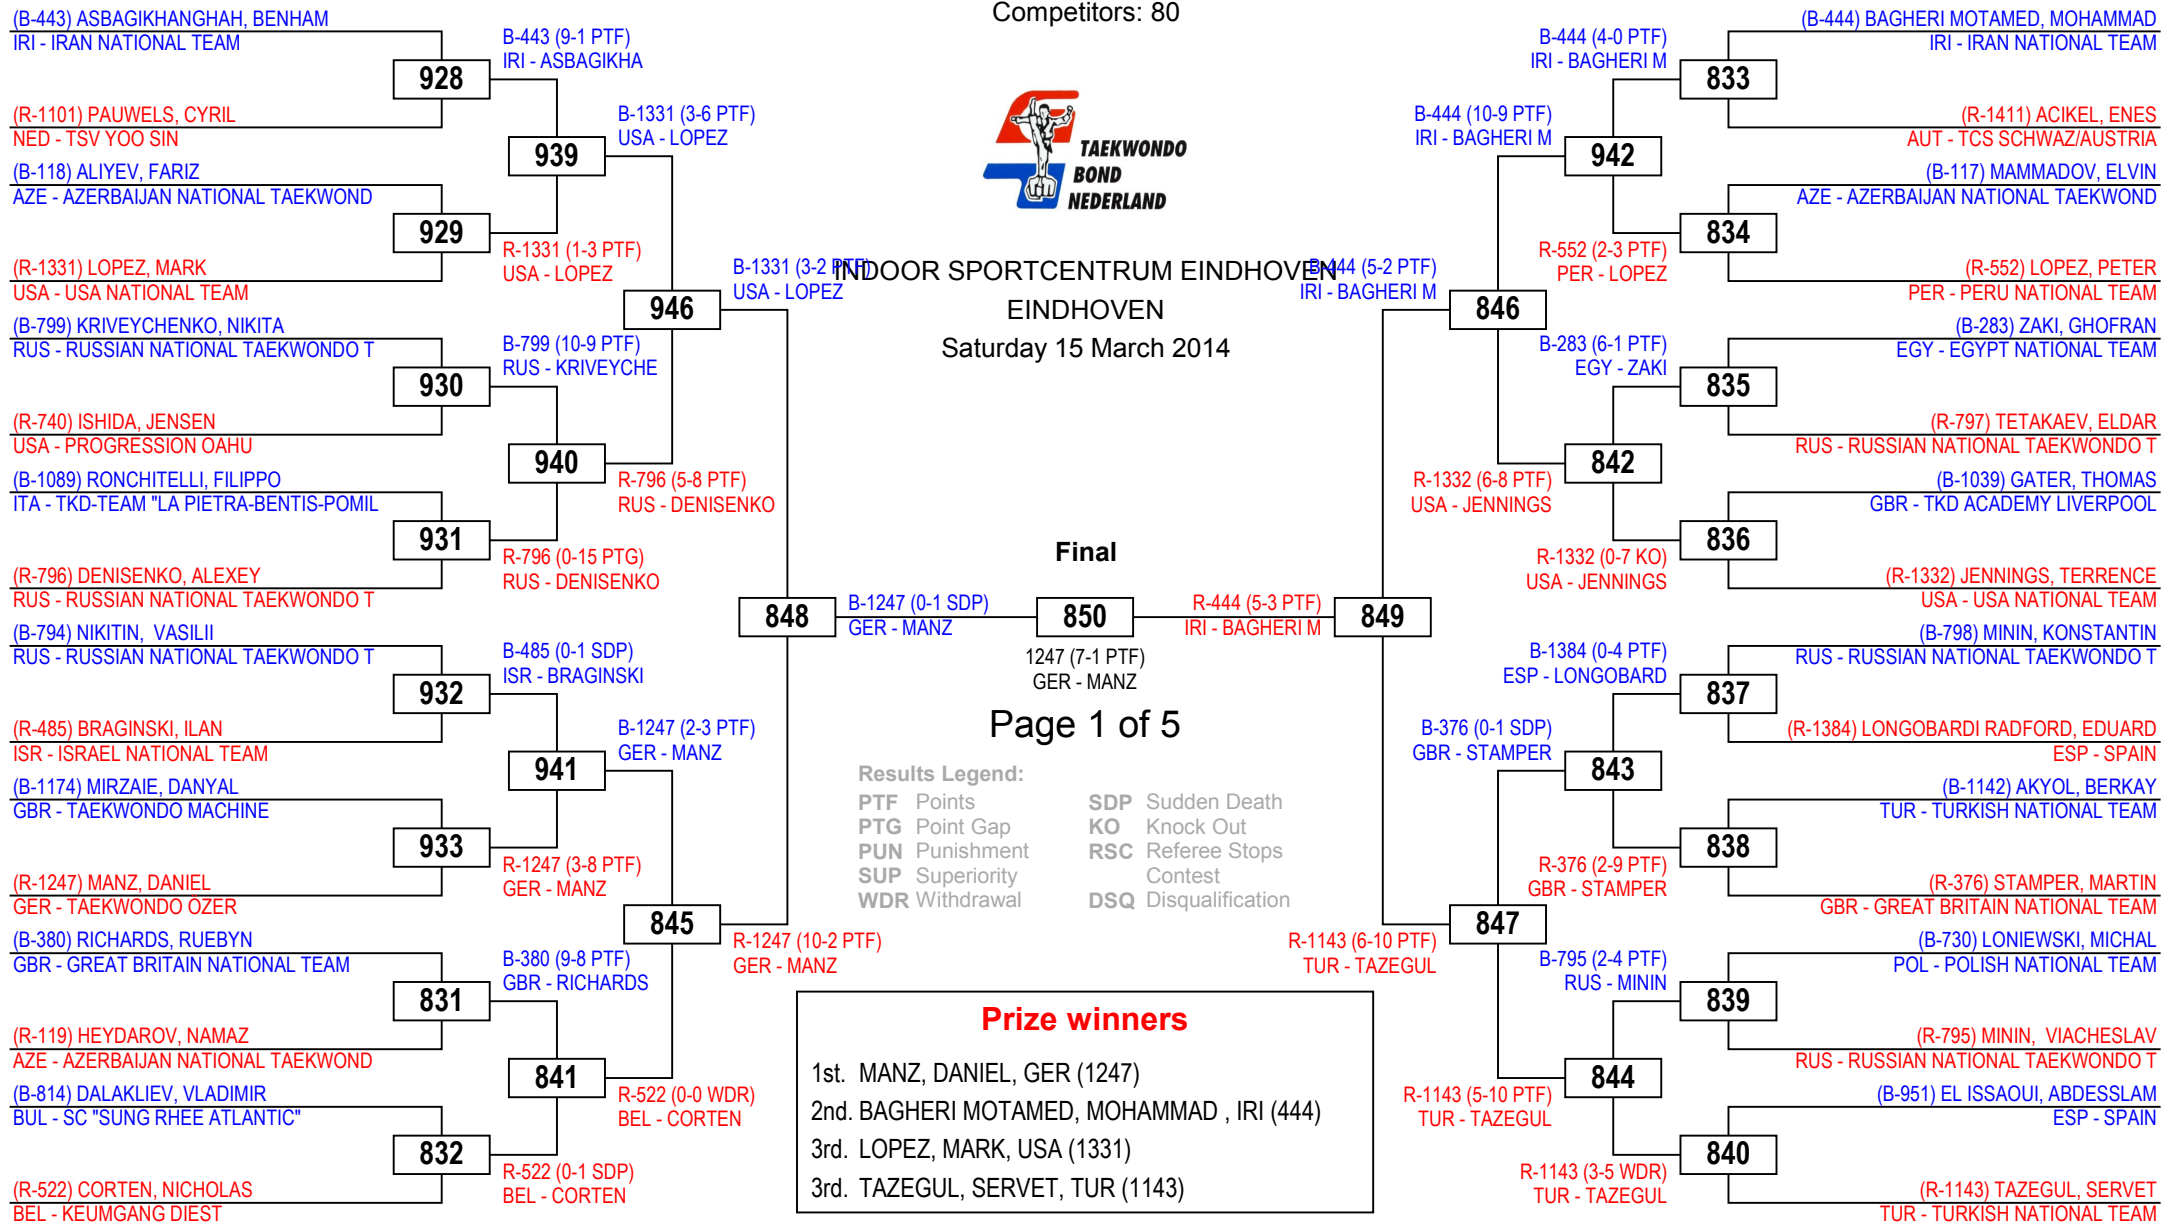 Competitors: 80
TAEKWONDO
BOND
NEDERLAND
INDOOR SPORTCENTRUM EINDHOVEN
EINDHOVEN
Saturday 15 March 2014
(B-443) ASBAGIKHANGHAH, BENHAM
IRI - IRAN NATIONAL TEAM
928
(R-1101) PAUWELS, CYRIL
NED - TSV YOO SIN
(B-118) ALIYEV, FARIZ
AZE - AZERBAIJAN NATIONAL TAEKWOND
929
(R-1331) LOPEZ, MARK
USA - USA NATIONAL TEAM
(B-799) KRIVEYCHENKO, NIKITA
RUS - RUSSIAN NATIONAL TAEKWONDO T
930
(R-740) ISHIDA, JENSEN
USA - PROGRESSION OAHU
(B-1089) RONCHITELLI, FILIPPO
ITA - TKD-TEAM "LA PIETRA-BENTIS-POMIL
931
(R-796) DENISENKO, ALEXEY
RUS - RUSSIAN NATIONAL TAEKWONDO T
(B-794) NIKITIN, VASILII
RUS - RUSSIAN NATIONAL TAEKWONDO T
932
(R-485) BRAGINSKI, ILAN
ISR - ISRAEL NATIONAL TEAM
(B-1174) MIRZAIE, DANYAL
GBR - TAEKWONDO MACHINE
933
(R-1247) MANZ, DANIEL
GER - TAEKWONDO ÖZER
(B-380) RICHARDS, RUEBYN
GBR - GREAT BRITAIN NATIONAL TEAM
831
(R-119) HEYDAROV, NAMAZ
AZE - AZERBAIJAN NATIONAL TAEKWOND
(B-814) DALAKLIEV, VLADIMIR
BUL - SC "SUNG RHEE ATLANTIC"
832
(R-522) CORTEN, NICHOLAS
BEL - KEUMGANG DIEST
B-443 (9-1 PTF)
IRI - ASBAGIKHA
939
R-1331 (1-3 PTF)
USA - LOPEZ
B-799 (10-9 PTF)
RUS - KRIVEYCHE
940
R-796 (0-15 PTG)
RUS - DENISENKO
B-485 (0-1 SDP)
ISR - BRAGINSKI
941
R-1247 (3-8 PTF)
GER - MANZ
B-380 (9-8 PTF)
GBR - RICHARDS
841
R-522 (0-1 SDP)
BEL - CORTEN
B-1331 (3-6 PTF)
USA - LOPEZ
946
R-796 (5-8 PTF)
RUS - DENISENKO
B-1247 (2-3 PTF)
GER - MANZ
845
R-522 (0-0 WDR)
BEL - CORTEN
B-1331 (3-2 PTF)
USA - LOPEZ
848
R-1247 (10-2 PTF)
GER - MANZ
B-1247 (0-1 SDP)
GER - MANZ
Final
850
1247 (7-1 PTF)
GER - MANZ
R-444 (5-3 PTF)
IRI - BAGHERI M
B-444 (5-2 PTF)
IRI - BAGHERI M
849
R-1143 (6-10 PTF)
TUR - TAZEGUL
B-444 (10-9 PTF)
IRI - BAGHERI M
846
R-1332 (6-8 PTF)
USA - JENNINGS
B-376 (0-1 SDP)
GBR - STAMPER
847
R-1143 (5-10 PTF)
TUR - TAZEGUL
B-444 (4-0 PTF)
IRI - BAGHERI M
942
R-552 (2-3 PTF)
PER - LOPEZ
B-283 (6-1 PTF)
EGY - ZAKI
842
R-1332 (0-7 KO)
USA - JENNINGS
B-1384 (0-4 PTF)
ESP - LONGOBARD
843
R-376 (2-9 PTF)
GBR - STAMPER
B-795 (2-4 PTF)
RUS - MININ
844
R-1143 (3-5 WDR)
TUR - TAZEGUL
(B-444) BAGHERI MOTAMED, MOHAMMAD
IRI - IRAN NATIONAL TEAM
833
(R-1411) ACIKEL, ENES
AUT - TCS SCHWAZ/AUSTRIA
(B-117) MAMMADOV, ELVIN
AZE - AZERBAIJAN NATIONAL TAEKWOND
834
(R-552) LOPEZ, PETER
PER - PERU NATIONAL TEAM
(B-283) ZAKI, GHOFRAN
EGY - EGYPT NATIONAL TEAM
835
(R-797) TETAKAEV, ELDAR
RUS - RUSSIAN NATIONAL TAEKWONDO T
(B-1039) GATER, THOMAS
GBR - TKD ACADEMY LIVERPOOL
836
(R-1332) JENNINGS, TERRENCE
USA - USA NATIONAL TEAM
(B-798) MININ, KONSTANTIN
RUS - RUSSIAN NATIONAL TAEKWONDO T
837
(R-1384) LONGOBARDI RADFORD, EDUARD
ESP - SPAIN
(B-1142) AKYOL, BERKAY
TUR - TURKISH NATIONAL TEAM
838
(R-376) STAMPER, MARTIN
GBR - GREAT BRITAIN NATIONAL TEAM
(B-730) LONIEWSKI, MICHAL
POL - POLISH NATIONAL TEAM
839
(R-795) MININ, VIACHESLAV
RUS - RUSSIAN NATIONAL TAEKWONDO T
(B-951) EL ISSAOUI, ABDESSLAM
ESP - SPAIN
840
(R-1143) TAZEGUL, SERVET
TUR - TURKISH NATIONAL TEAM
Page 1 of 5
Results Legend:
PTF Points
PTG Point Gap
PUN Punishment
SUP Superiority
WDR Withdrawal
SDP Sudden Death
KO Knock Out
RSC Referee Stops
Contest
DSQ Disqualification
Prize winners
1st. MANZ, DANIEL, GER (1247)
2nd. BAGHERI MOTAMED, MOHAMMAD , IRI (444)
3rd. LOPEZ, MARK, USA (1331)
3rd. TAZEGUL, SERVET, TUR (1143)